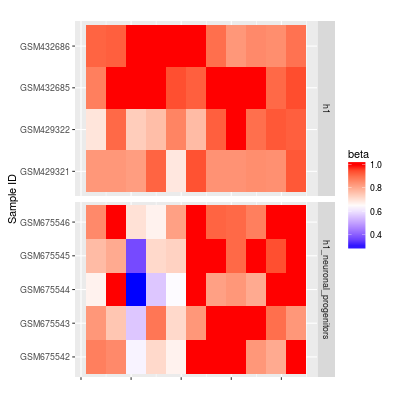 GSM432686
GSM432685
GSM429322
GSM429321
h1
GSM675546
GSM675545
GSM675544
GSM675543
GSM675542
h1_neuronal_progenitors
Sample ID
beta
1.0
0.8
0.6
0.4